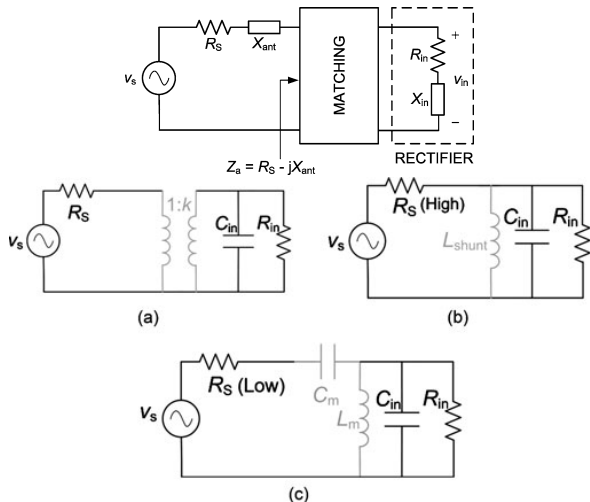 R_S
X_ant
MATCHING
R_in
+
v_in
X_in
−
v_s
RECTIFIER
Z_a = R_S - jX_ant
R_S
1:k
C_in
R_in
v_s
(a)
R_S (High)
C_in
R_in
v_s
L_shunt
(b)
R_S (Low)
C_m
L_m
C_in
R_in
v_s
(c)